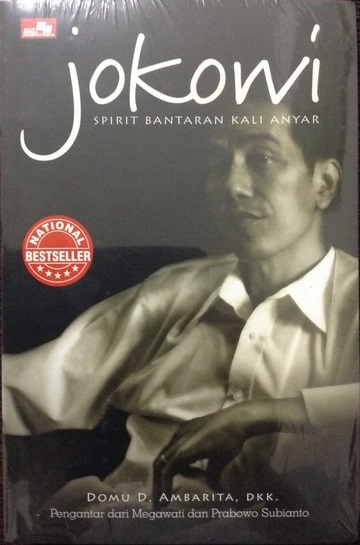 jokowi
SPIRIT BANTARAN KALI ANYAR
NATIONAL
BESTSELLER
DOMU D. AMBARITA, DKK.
Pengantar dari Megawati dan Prabowo Subianto